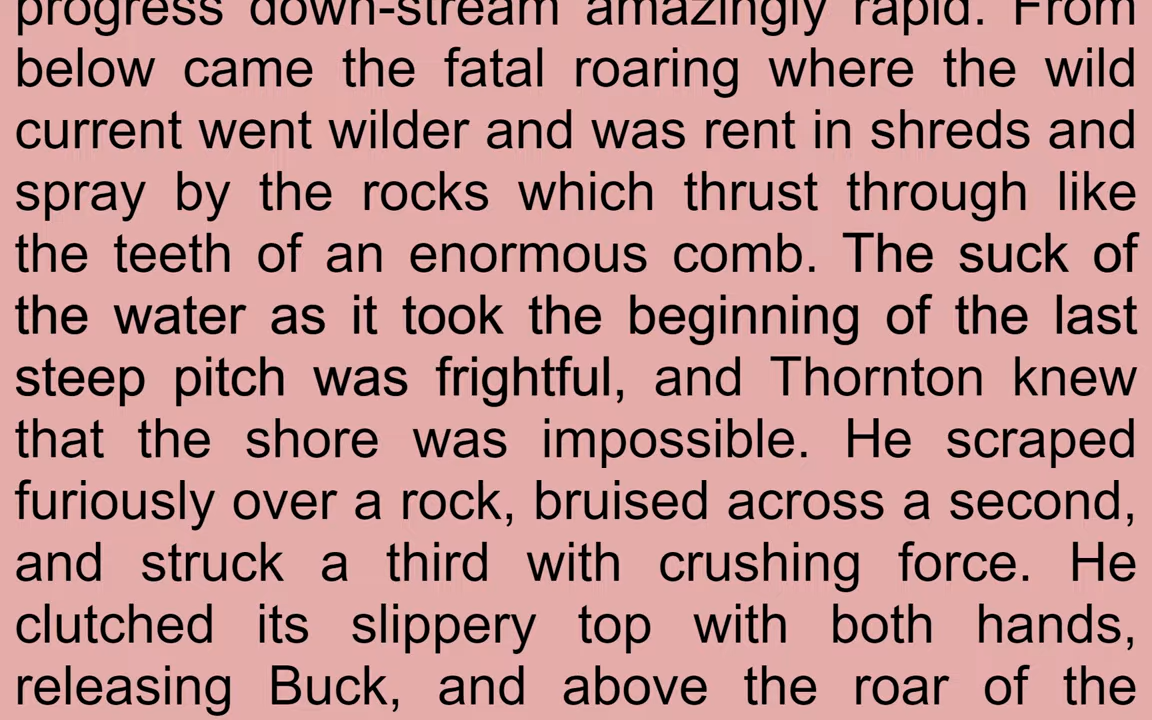 progress down-stream amazingly rapid. From
below came the fatal roaring where the wild
current went wilder and was rent in shreds and
spray by the rocks which thrust through like
the teeth of an enormous comb. The suck of
the water as it took the beginning of the last
steep pitch was frightful, and Thornton knew
that the shore was impossible. He scraped
furiously over a rock, bruised across a second,
and struck a third with crushing force. He
clutched its slippery top with both hands,
releasing Buck, and above the roar of the